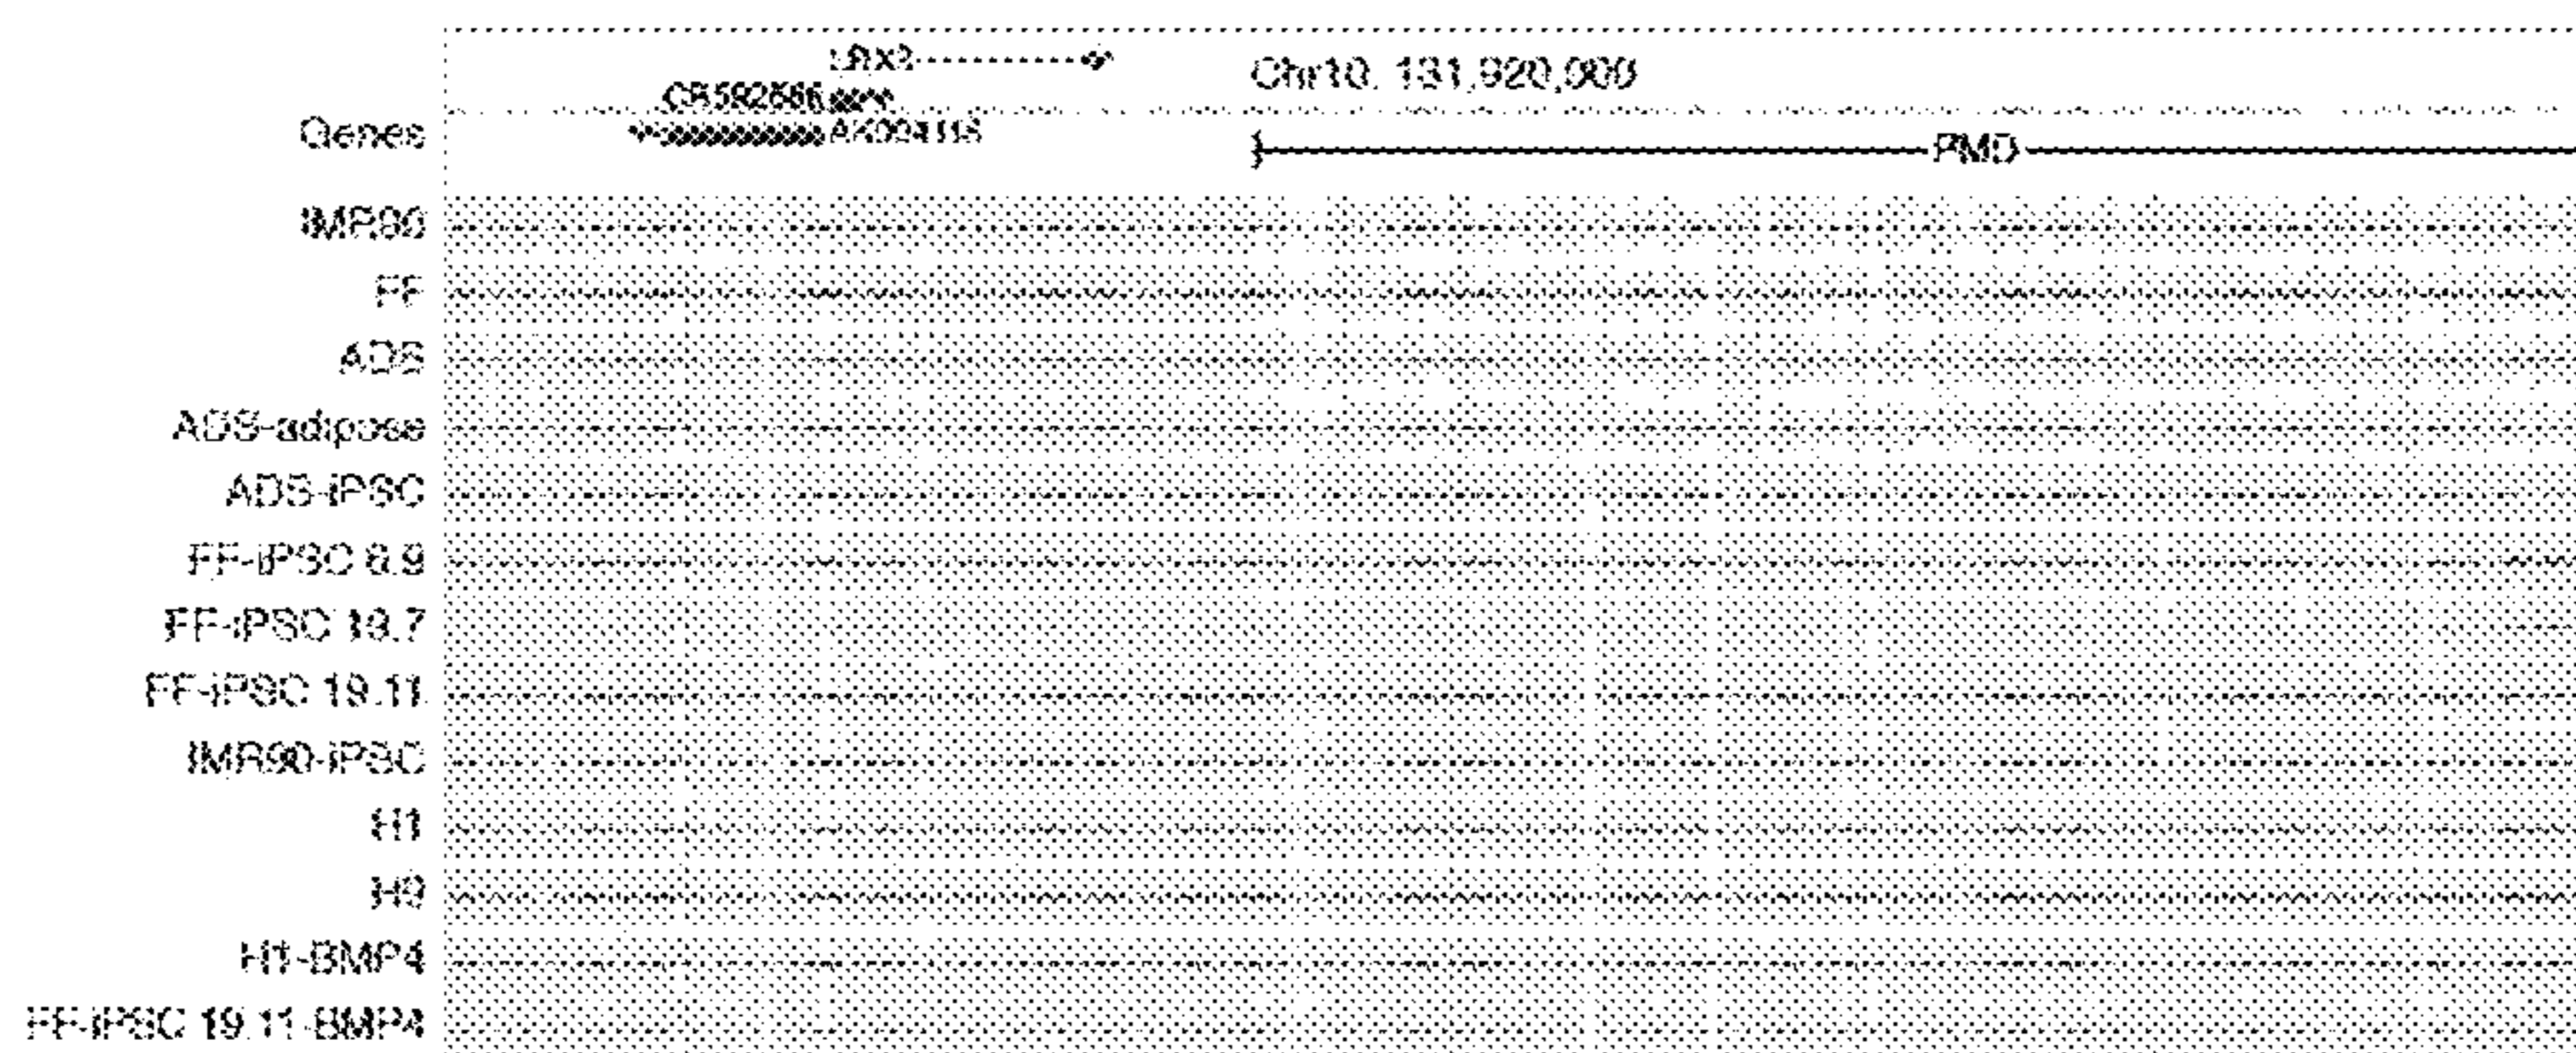 Chr10: 131,920,000
Genes
PMD
IMR90
FF
ADS
ADS-adipose
ADS-iPSC
FF-iPSC 6.9
FF-iPSC 19.7
FF-iPSC 19.11
IMR90-iPSC
H1
H9
H1-BMP4
FF-iPSC 19.11-BMP4